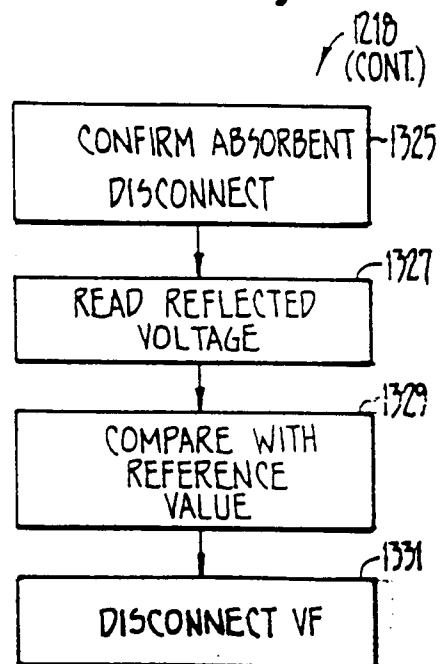 1218
(CONT.)
CONFIRM ABSORBENT
DISCONNECT
1325
1327
READ REFLECTED
VOLTAGE
1329
COMPARE WITH
REFERENCE
VALUE
1331
DISCONNECT VF